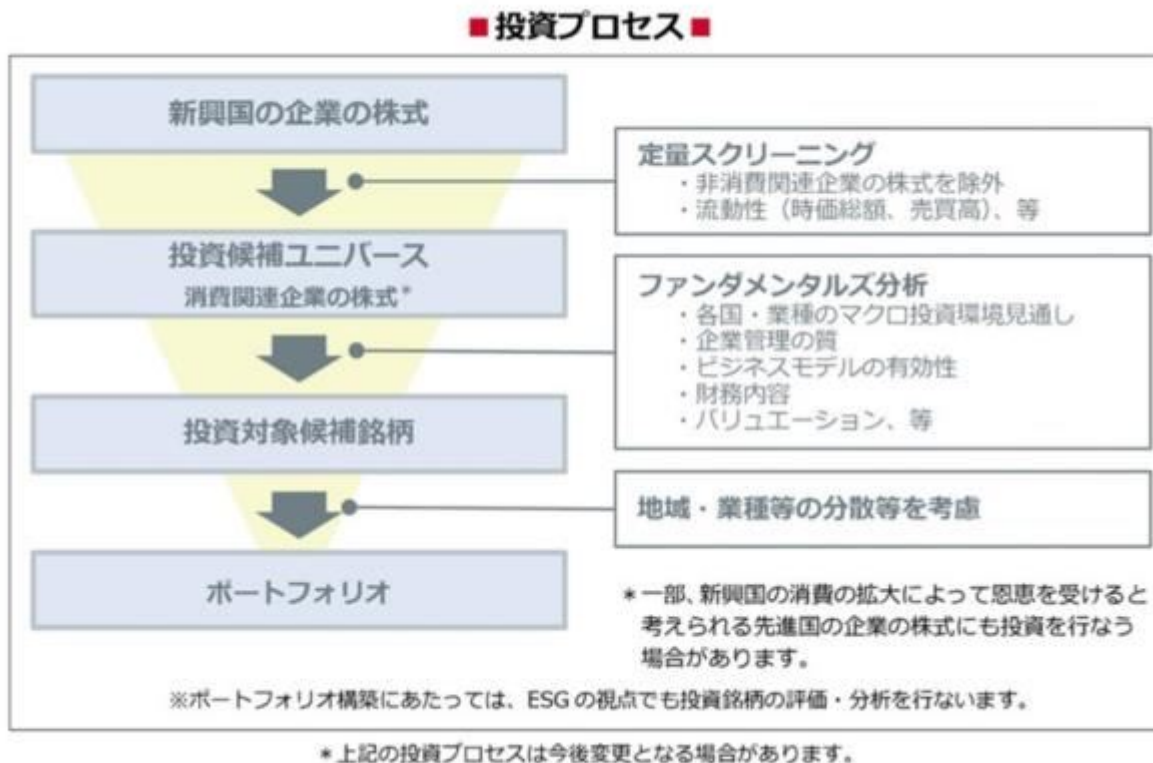 ■投資プロセス■
新興国の企業の株式
定量スクリーニング
・非消費関連企業の株式を除外
・流動性（時価総額、売買高）、等
投資候補ユニバース
消費関連企業の株式*
ファンダメンタルズ分析
・各国・業種のマクロ投資環境見通し
・企業管理の質
・ビジネスモデルの有効性
・財務内容
・バリュエーション、等
投資対象候補銘柄
地域・業種等の分散等を考慮
ポートフォリオ
*一部、新興国の消費の拡大によって恩恵を受けると
考えられる先進国の企業の株式にも投資を行なう
場合があります。
※ポートフォリオ構築にあたっては、ESGの視点でも投資銘柄の評価・分析を行ないます。
*上記の投資プロセスは今後変更となる場合があります。